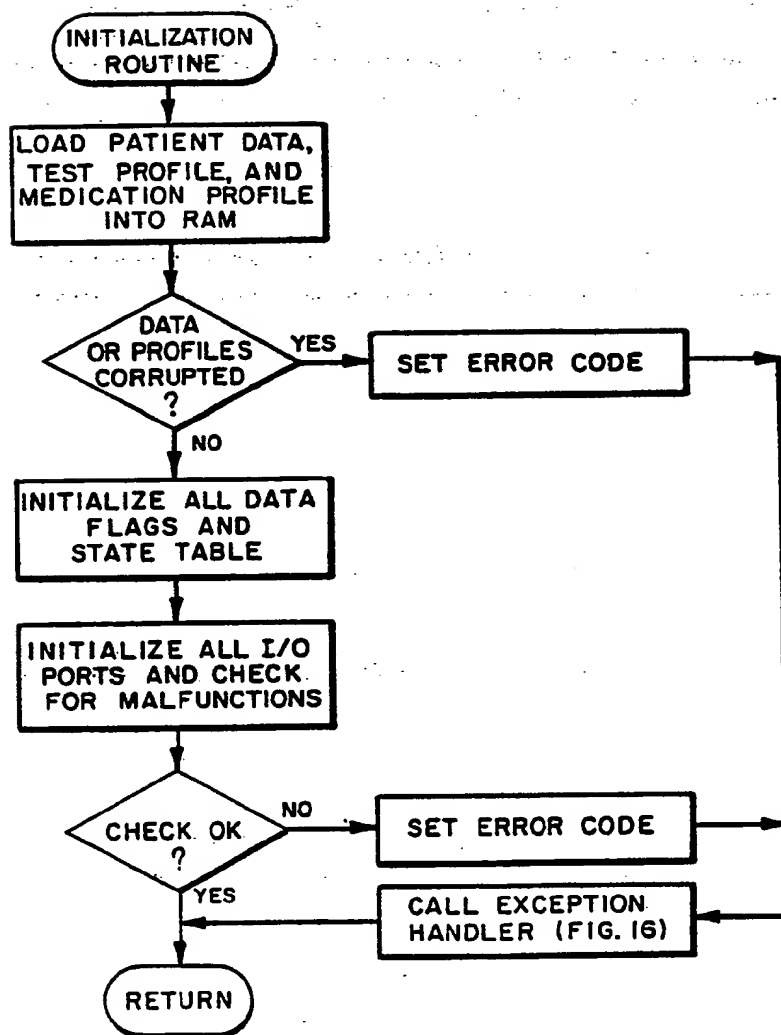 INITIALIZATION
ROUTINE
LOAD PATIENT DATA,
TEST PROFILE, AND
MEDICATION PROFILE
INTO RAM
DATA
OR PROFILES
CORRUPTED
?
YES
SET ERROR CODE
NO
INITIALIZE ALL DATA
FLAGS AND
STATE TABLE
INITIALIZE ALL I/O
PORTS AND CHECK
FOR MALFUNCTIONS
CHECK OK
?
NO
SET ERROR CODE
YES
CALL EXCEPTION
HANDLER (FIG. 16)
RETURN